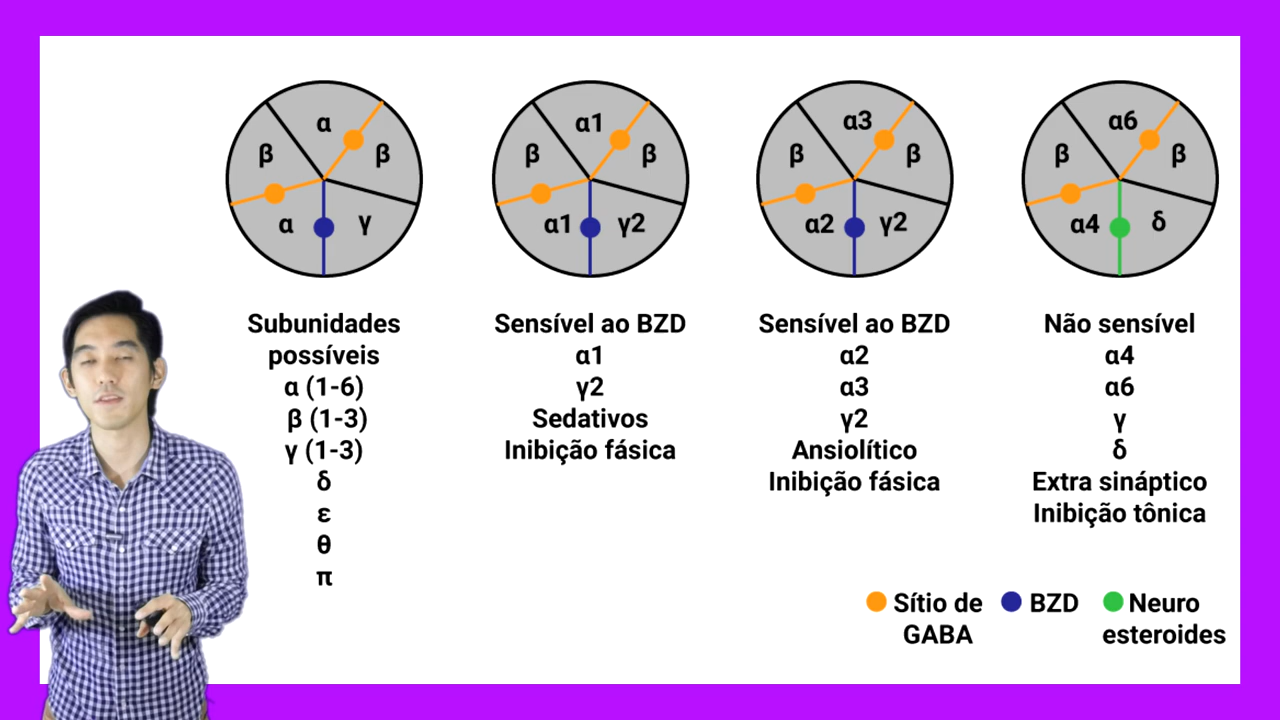 α
β
β
α
γ
α1
β
β
α1
γ2
α3
β
β
α2
γ2
α6
β
β
α4
δ
Subunidades
possíveis
α (1-6)
β (1-3)
γ (1-3)
δ
ε
θ
π
Sensível ao BZD
α1
γ2
Sedativos
Inibição fásica
Sensível ao BZD
α2
α3
γ2
Ansiolítico
Inibição fásica
Não sensível
α4
α6
γ
δ
Extra sináptico
Inibição tônica
Sítio de
GABA
BZD
Neuro
esteroides